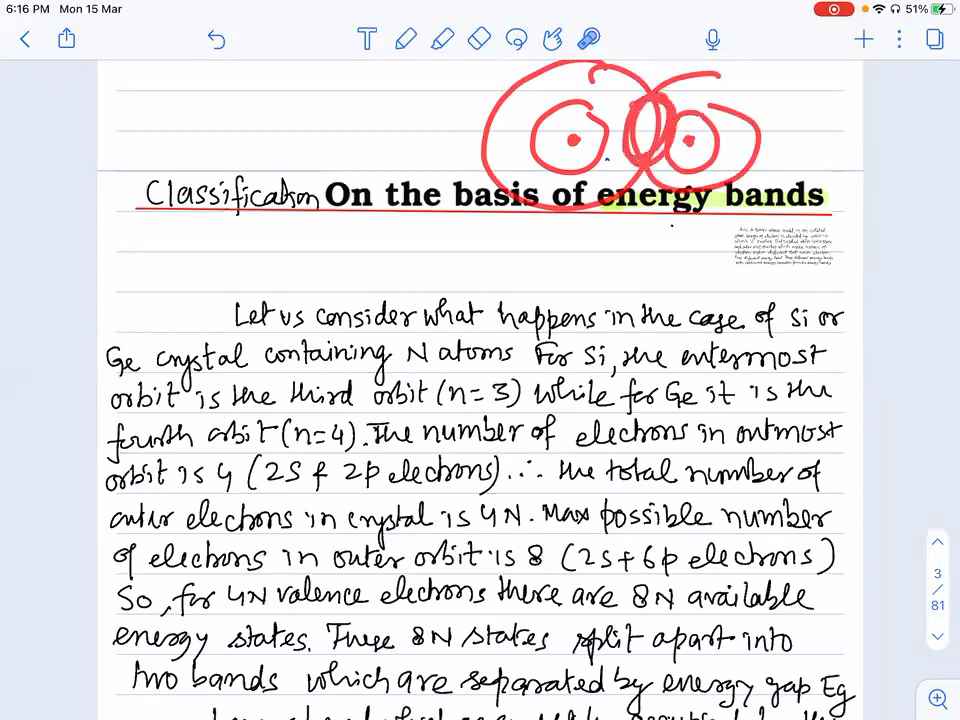 6:16 PM Mon 15 Mar 51%
Classification On the basis of energy bands
Let us consider what happens in the case of Si or
Ge crystal containing N atoms For Si, the entermost
orbit is the third orbit (n=3) while for Ge it is the
fourth orbit (n=4). The number of electrons in outmost
orbit is 4 (2s f 2p electrons). ∴ the total number of
outer electrons in crystal is 4N. Max possible number
of electrons in outer orbit is 8 (2s+6p electrons)
So, for 4N valence electrons there are 8N available
energy states. These 8N states split apart into
two bands which are separated by energy gap Eg
3
/
81